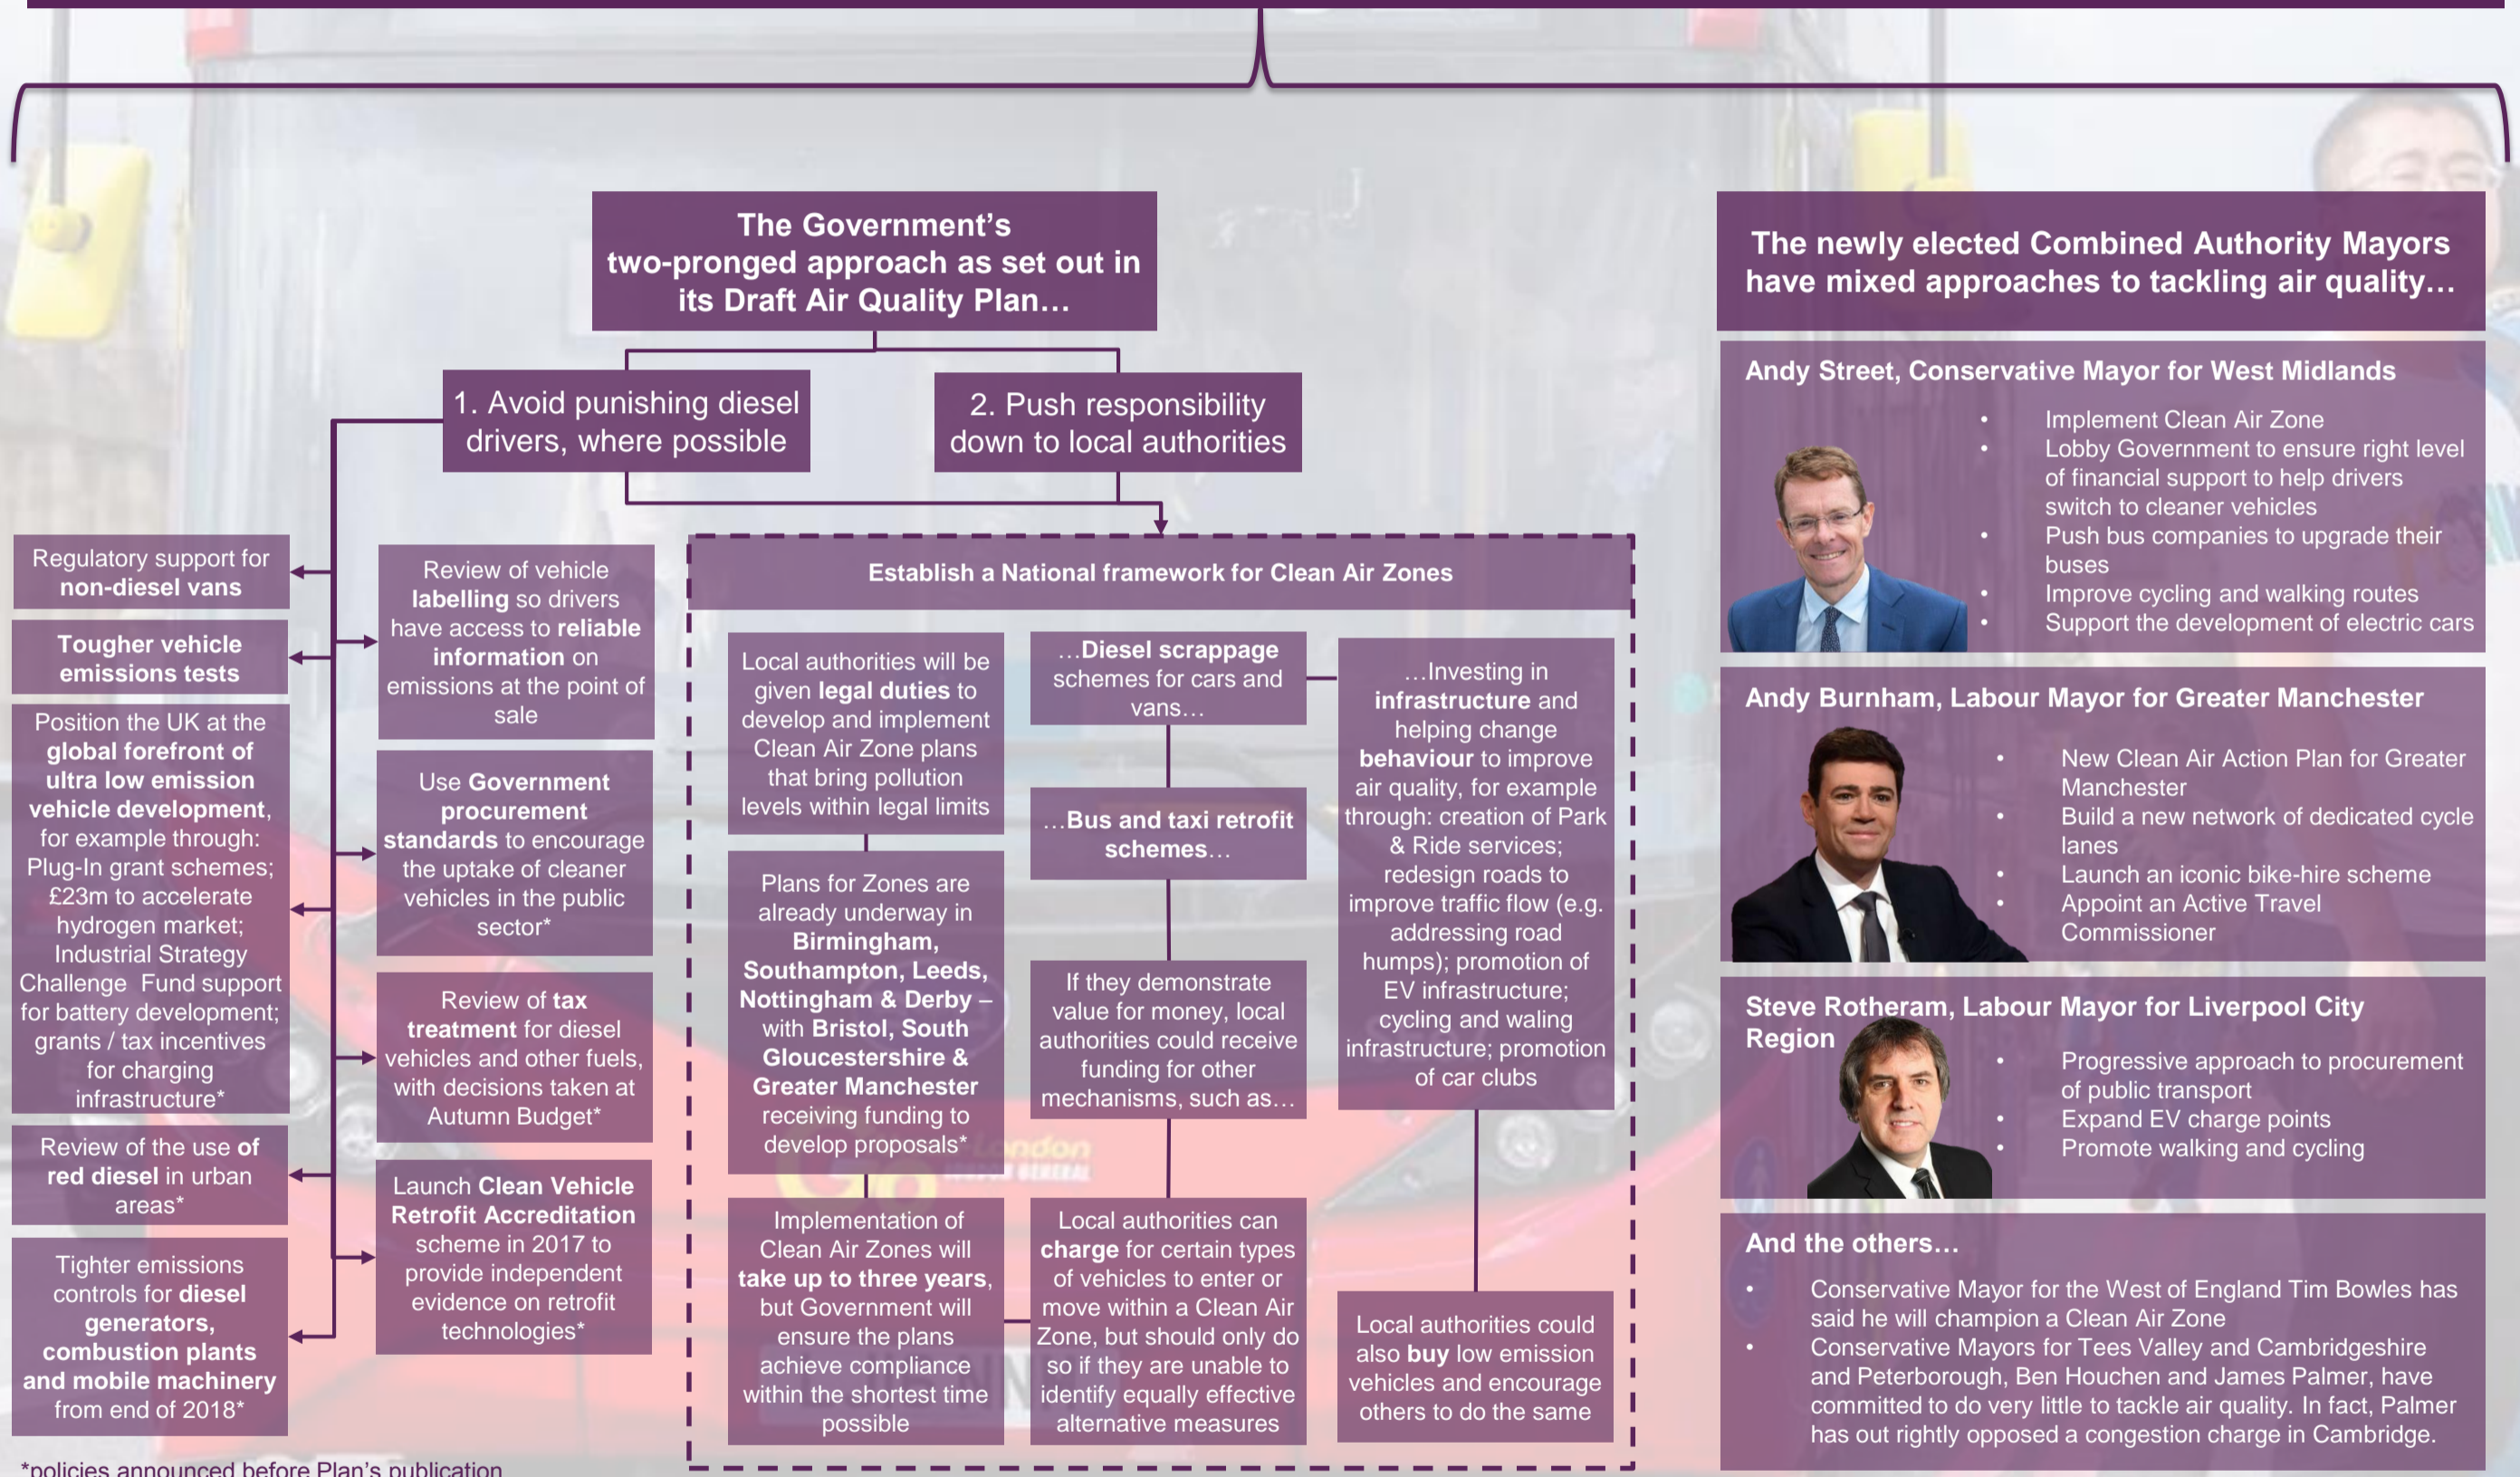 The Government’s
two-pronged approach as set out in
its Draft Air Quality Plan…
1. Avoid punishing diesel
drivers, where possible
2. Push responsibility
down to local authorities
Regulatory support for
non-diesel vans
Tougher vehicle
emissions tests
Position the UK at the
global forefront of
ultra low emission
vehicle development,
for example through:
Plug-In grant schemes;
£23m to accelerate
hydrogen market;
Industrial Strategy
Challenge Fund support
for battery development;
grants / tax incentives
for charging
infrastructure*
Review of the use of
red diesel in urban
areas*
Tighter emissions
controls for diesel
generators,
combustion plants
and mobile machinery
from end of 2018*
Review of vehicle
labelling so drivers
have access to reliable
information on
emissions at the point of
sale
Use Government
procurement
standards to encourage
the uptake of cleaner
vehicles in the public
sector*
Review of tax
treatment for diesel
vehicles and other fuels,
with decisions taken at
Autumn Budget*
Launch Clean Vehicle
Retrofit Accreditation
scheme in 2017 to
provide independent
evidence on retrofit
technologies*
Establish a National framework for Clean Air Zones
Local authorities will be
given legal duties to
develop and implement
Clean Air Zone plans
that bring pollution
levels within legal limits
Plans for Zones are
already underway in
Birmingham,
Southampton, Leeds,
Nottingham & Derby –
with Bristol, South
Gloucestershire &
Greater Manchester
receiving funding to
develop proposals*
Implementation of
Clean Air Zones will
take up to three years,
but Government will
ensure the plans
achieve compliance
within the shortest time
possible
…Diesel scrappage
schemes for cars and
vans…
…Bus and taxi retrofit
schemes…
If they demonstrate
value for money, local
authorities could receive
funding for other
mechanisms, such as…
Local authorities can
charge for certain types
of vehicles to enter or
move within a Clean Air
Zone, but should only do
so if they are unable to
identify equally effective
alternative measures
…Investing in
infrastructure and
helping change
behaviour to improve
air quality, for example
through: creation of Park
& Ride services;
redesign roads to
improve traffic flow (e.g.
addressing road
humps); promotion of
EV infrastructure;
cycling and waling
infrastructure; promotion
of car clubs
Local authorities could
also buy low emission
vehicles and encourage
others to do the same
London
LONDON GENERAL
The newly elected Combined Authority Mayors
have mixed approaches to tackling air quality…
Andy Street, Conservative Mayor for West Midlands
• Implement Clean Air Zone
• Lobby Government to ensure right level
of financial support to help drivers
switch to cleaner vehicles
• Push bus companies to upgrade their
buses
• Improve cycling and walking routes
• Support the development of electric cars
Andy Burnham, Labour Mayor for Greater Manchester
• New Clean Air Action Plan for Greater
Manchester
• Build a new network of dedicated cycle
lanes
• Launch an iconic bike-hire scheme
• Appoint an Active Travel
Commissioner
Steve Rotheram, Labour Mayor for Liverpool City
Region
• Progressive approach to procurement
of public transport
• Expand EV charge points
• Promote walking and cycling
And the others…
• Conservative Mayor for the West of England Tim Bowles has
said he will champion a Clean Air Zone
• Conservative Mayors for Tees Valley and Cambridgeshire
and Peterborough, Ben Houchen and James Palmer, have
committed to do very little to tackle air quality. In fact, Palmer
has out rightly opposed a congestion charge in Cambridge.
*policies announced before Plan’s publication